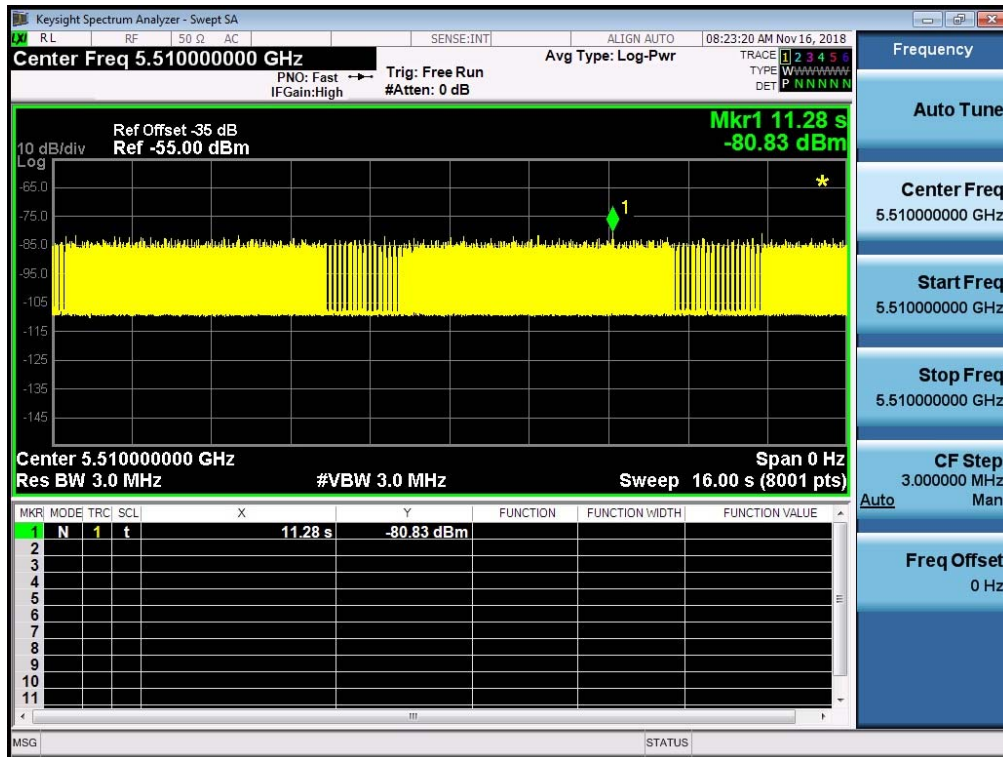 Keysight Spectrum Analyzer - Swept SA
LXI RL RF 50 Ω AC SENSE:INT ALIGN AUTO 08:23:20 AM Nov 16, 2018
Center Freq 5.510000000 GHz
PNO: Fast
IFGain:High
Trig: Free Run
#Atten: 0 dB
Avg Type: Log-Pwr
TRACE 1 2 3 4 5 6
TYPE W
DET P N N N N N
Ref Offset -35 dB
Ref -55.00 dBm
10 dB/div
Log
Mkr1 11.28 s
-80.83 dBm
*
1
-65.0
-75.0
-85.0
-95.0
-105
-115
-125
-135
-145
Center 5.510000000 GHz
Res BW 3.0 MHz
#VBW 3.0 MHz
Span 0 Hz
Sweep 16.00 s (8001 pts)
MKR MODE TRC SCL X Y FUNCTION FUNCTION WIDTH FUNCTION VALUE
1 N 1 t 11.28 s -80.83 dBm
2
3
4
5
6
7
8
9
10
11
MSG
STATUS
Frequency
Auto Tune
Center Freq
5.510000000 GHz
Start Freq
5.510000000 GHz
Stop Freq
5.510000000 GHz
CF Step
3.000000 MHz
Auto Man
Freq Offset
0 Hz